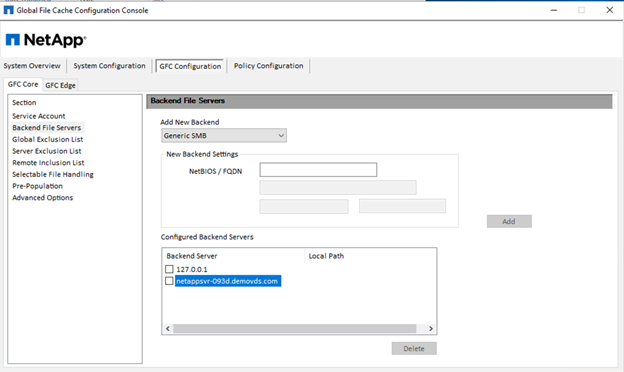 Global File Cache Configuration Console
NetApp
System Overview System Configuration GFC Configuration Policy Configuration
GFC Core GFC Edge
Section
Service Account
Backend File Servers
Global Exclusion List
Server Exclusion List
Remote Inclusion List
Selectable File Handling
Pre-Population
Advanced Options
Backend File Servers
Add New Backend
Generic SMB
New Backend Settings
NetBIOS / FQDN
Add
Configured Backend Servers
Backend Server Local Path
127.0.0.1
netappsvr-093d.demovds.com
Delete